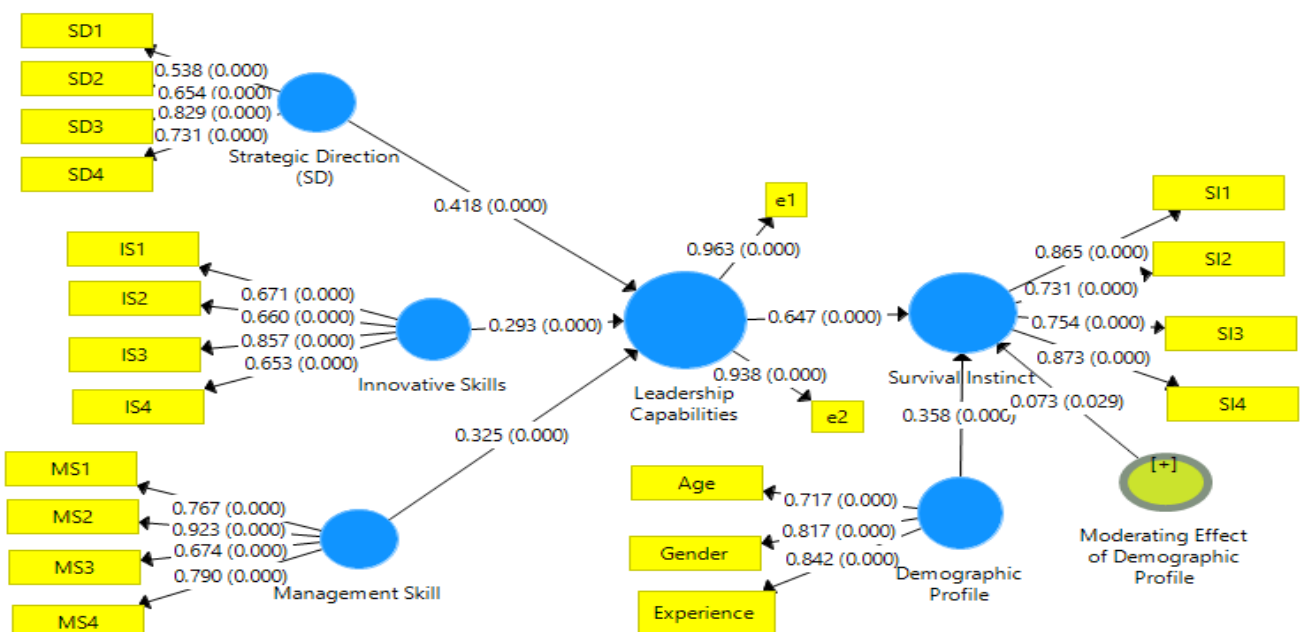 SD1
SD2
SD3
SD4
0.538 (0.000)
0.654 (0.000)
0.829 (0.000)
0.731 (0.000)
Strategic Direction
(SD)
0.418 (0.000)
IS1
IS2
IS3
IS4
0.671 (0.000)
0.660 (0.000)
0.857 (0.000)
0.653 (0.000)
Innovative Skills
0.293 (0.000)
MS1
MS2
MS3
MS4
0.767 (0.000)
0.923 (0.000)
0.674 (0.000)
0.790 (0.000)
Management Skill
0.325 (0.000)
e1
0.963 (0.000)
Leadership
Capabilities
0.938 (0.000)
e2
0.647 (0.000)
Survival Instinct
SI1
SI2
SI3
SI4
0.865 (0.000)
0.731 (0.000)
0.754 (0.000)
0.873 (0.000)
0.358 (0.000)
0.073 (0.029)
Age
Gender
Experience
0.717 (0.000)
0.817 (0.000)
0.842 (0.000)
Demographic
Profile
[+]
Moderating Effect
of Demographic
Profile